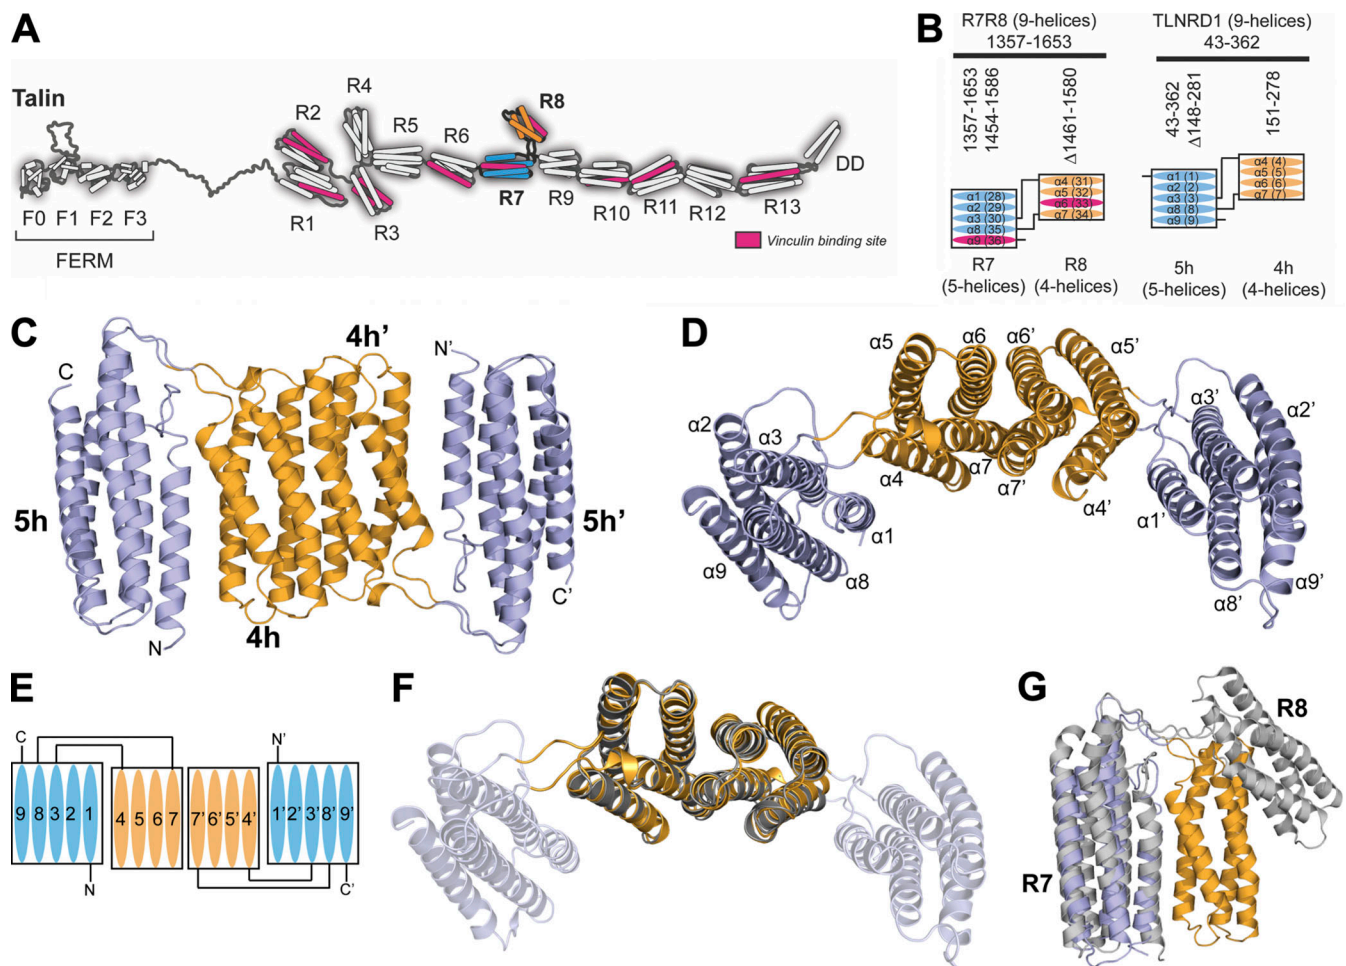 A
Talin
R2
R4
R5
R6
R8
R1
R3
R7
R9
R10
R11
R12
R13
DD
F0 F1 F2 F3
FERM
Vinculin binding site
B
R7R8 (9-helices)
1357-1653
TLNRD1 (9-helices)
43-362
1357-1653
1454-1586
Δ1461-1580
43-362
Δ148-281
151-278
α1 (28)
α2 (29)
α3 (30)
α8 (35)
α9 (36)
α4 (31)
α5 (32)
α6 (33)
α7 (34)
α1 (1)
α2 (2)
α3 (3)
α8 (8)
α9 (9)
α4 (4)
α5 (5)
α6 (6)
α7 (7)
R7
(5-helices)
R8
(4-helices)
5h
(5-helices)
4h
(4-helices)
C
C
4h'
N'
5h
5h'
C'
N
4h
D
α5
α6
α6'
α5'
α2
α3
α3'
α2'
α4
α7
α7'
α4'
α1
α1'
α9
α8
α8'
α9'
E
C
N'
9 8 3 2 1
4 5 6 7
7' 6' 5' 4'
1' 2' 3' 8' 9'
N
C'
F
G
R8
R7